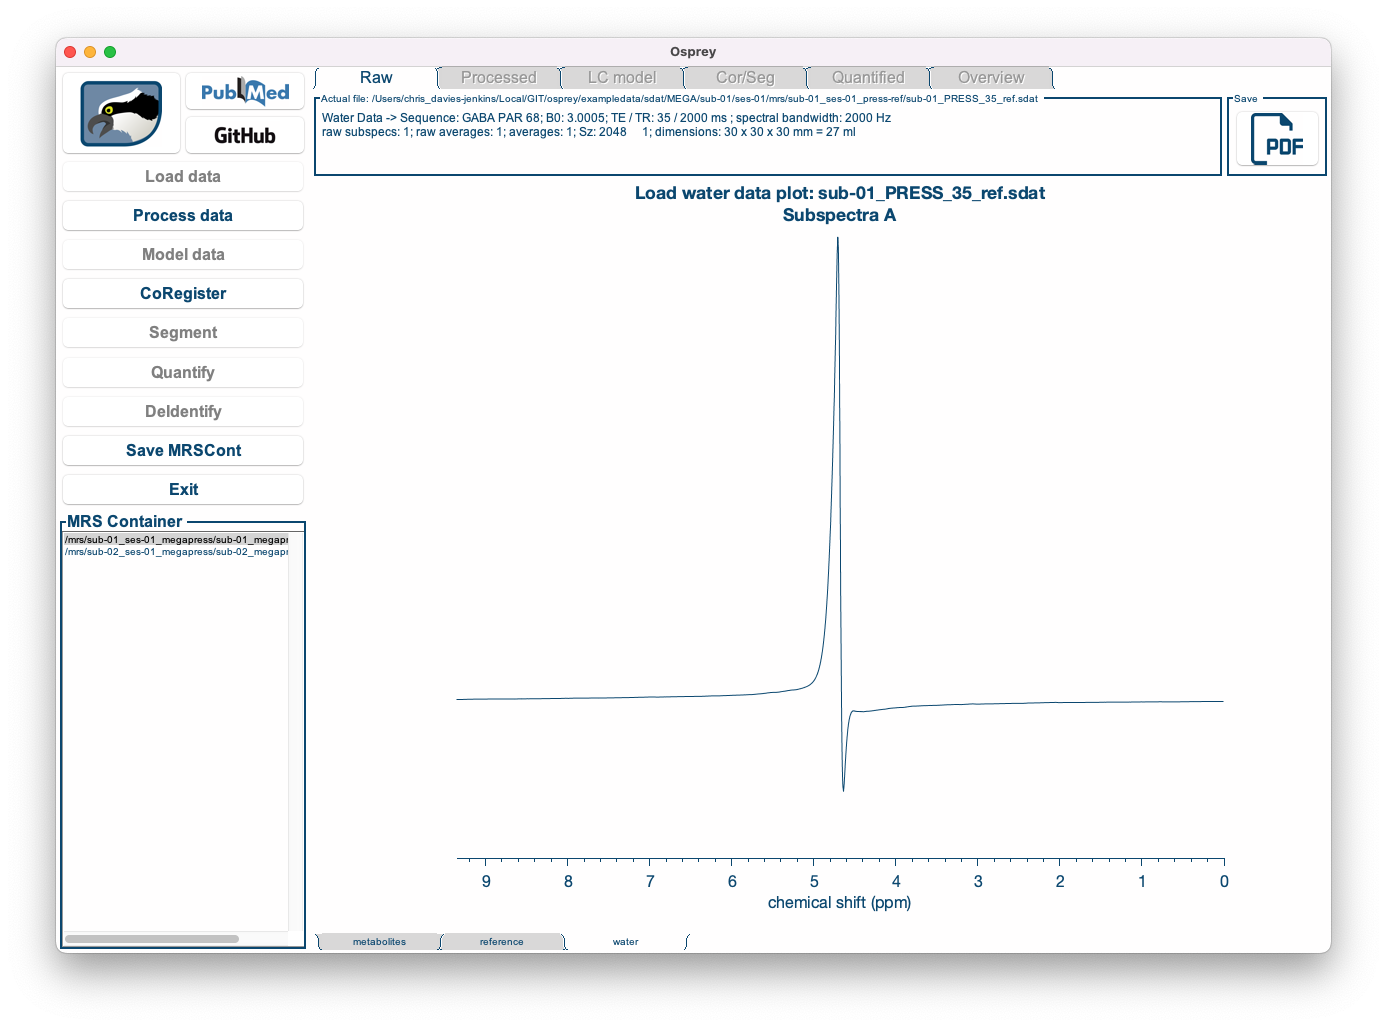 Osprey
PubMed
GitHub
Load data
Process data
Model data
CoRegister
Segment
Quantify
DeIdentify
Save MRSCont
Exit
MRS Container
/mrs/sub-01_ses-01_megapress/sub-01_megapr
/mrs/sub-02_ses-01_megapress/sub-02_megapr
Raw
Processed
LC model
Cor/Seg
Quantified
Overview
Actual file: /Users/chris_davies-jenkins/Local/GIT/osprey/exampledata/sdat/MEGA/sub-01/ses-01/mrs/sub-01_ses-01_press-ref/sub-01_PRESS_35_ref.sdat
Water Data -> Sequence: GABA PAR 68; B0: 3.0005; TE / TR: 35 / 2000 ms ; spectral bandwidth: 2000 Hz
raw subspecs: 1; raw averages: 1; averages: 1; Sz: 2048 1; dimensions: 30 x 30 x 30 mm = 27 ml
Save
PDF
Load water data plot: sub-01_PRESS_35_ref.sdat
Subspectra A
9 8 7 6 5 4 3 2 1 0
chemical shift (ppm)
metabolites
reference
water